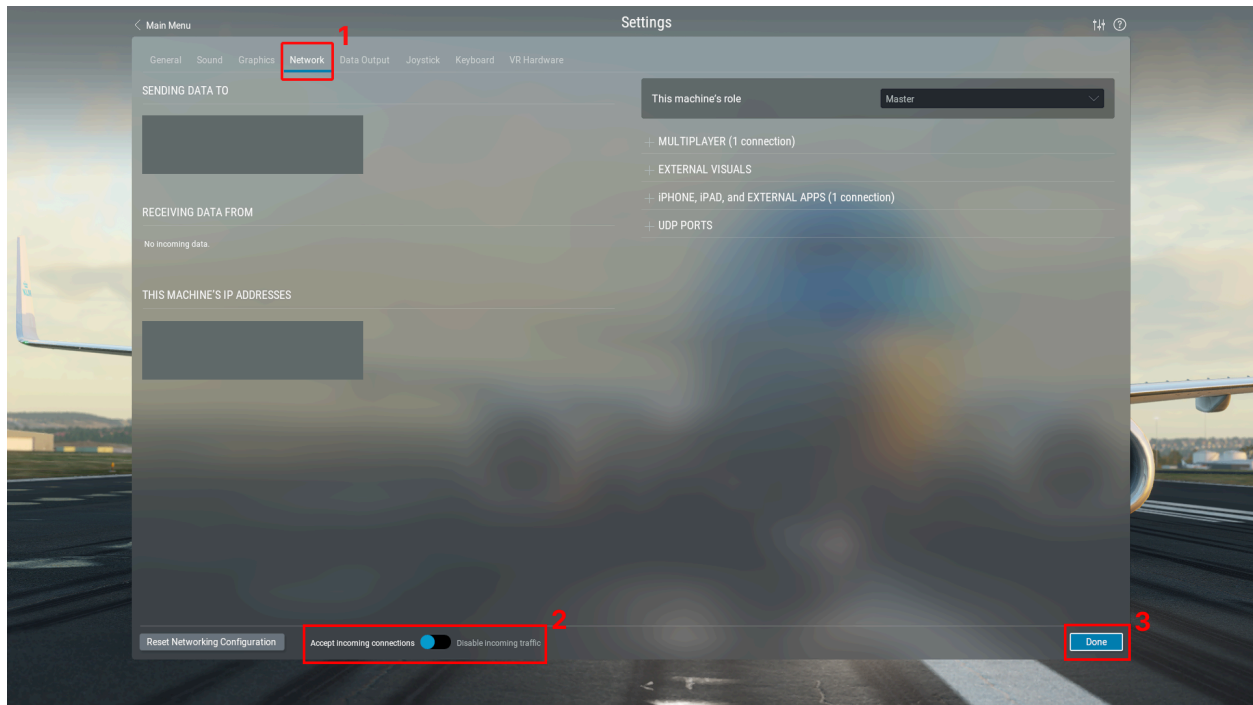 Main Menu
Settings
1
General Sound Graphics Network Data Output Joystick Keyboard VR Hardware
SENDING DATA TO
RECEIVING DATA FROM
No incoming data.
THIS MACHINE'S IP ADDRESSES
This machine's role Master
MULTIPLAYER (1 connection)
EXTERNAL VISUALS
iPHONE, iPAD, and EXTERNAL APPS (1 connection)
UDP PORTS
Reset Networking Configuration
2
Accept incoming connections Disable incoming traffic
3
Done